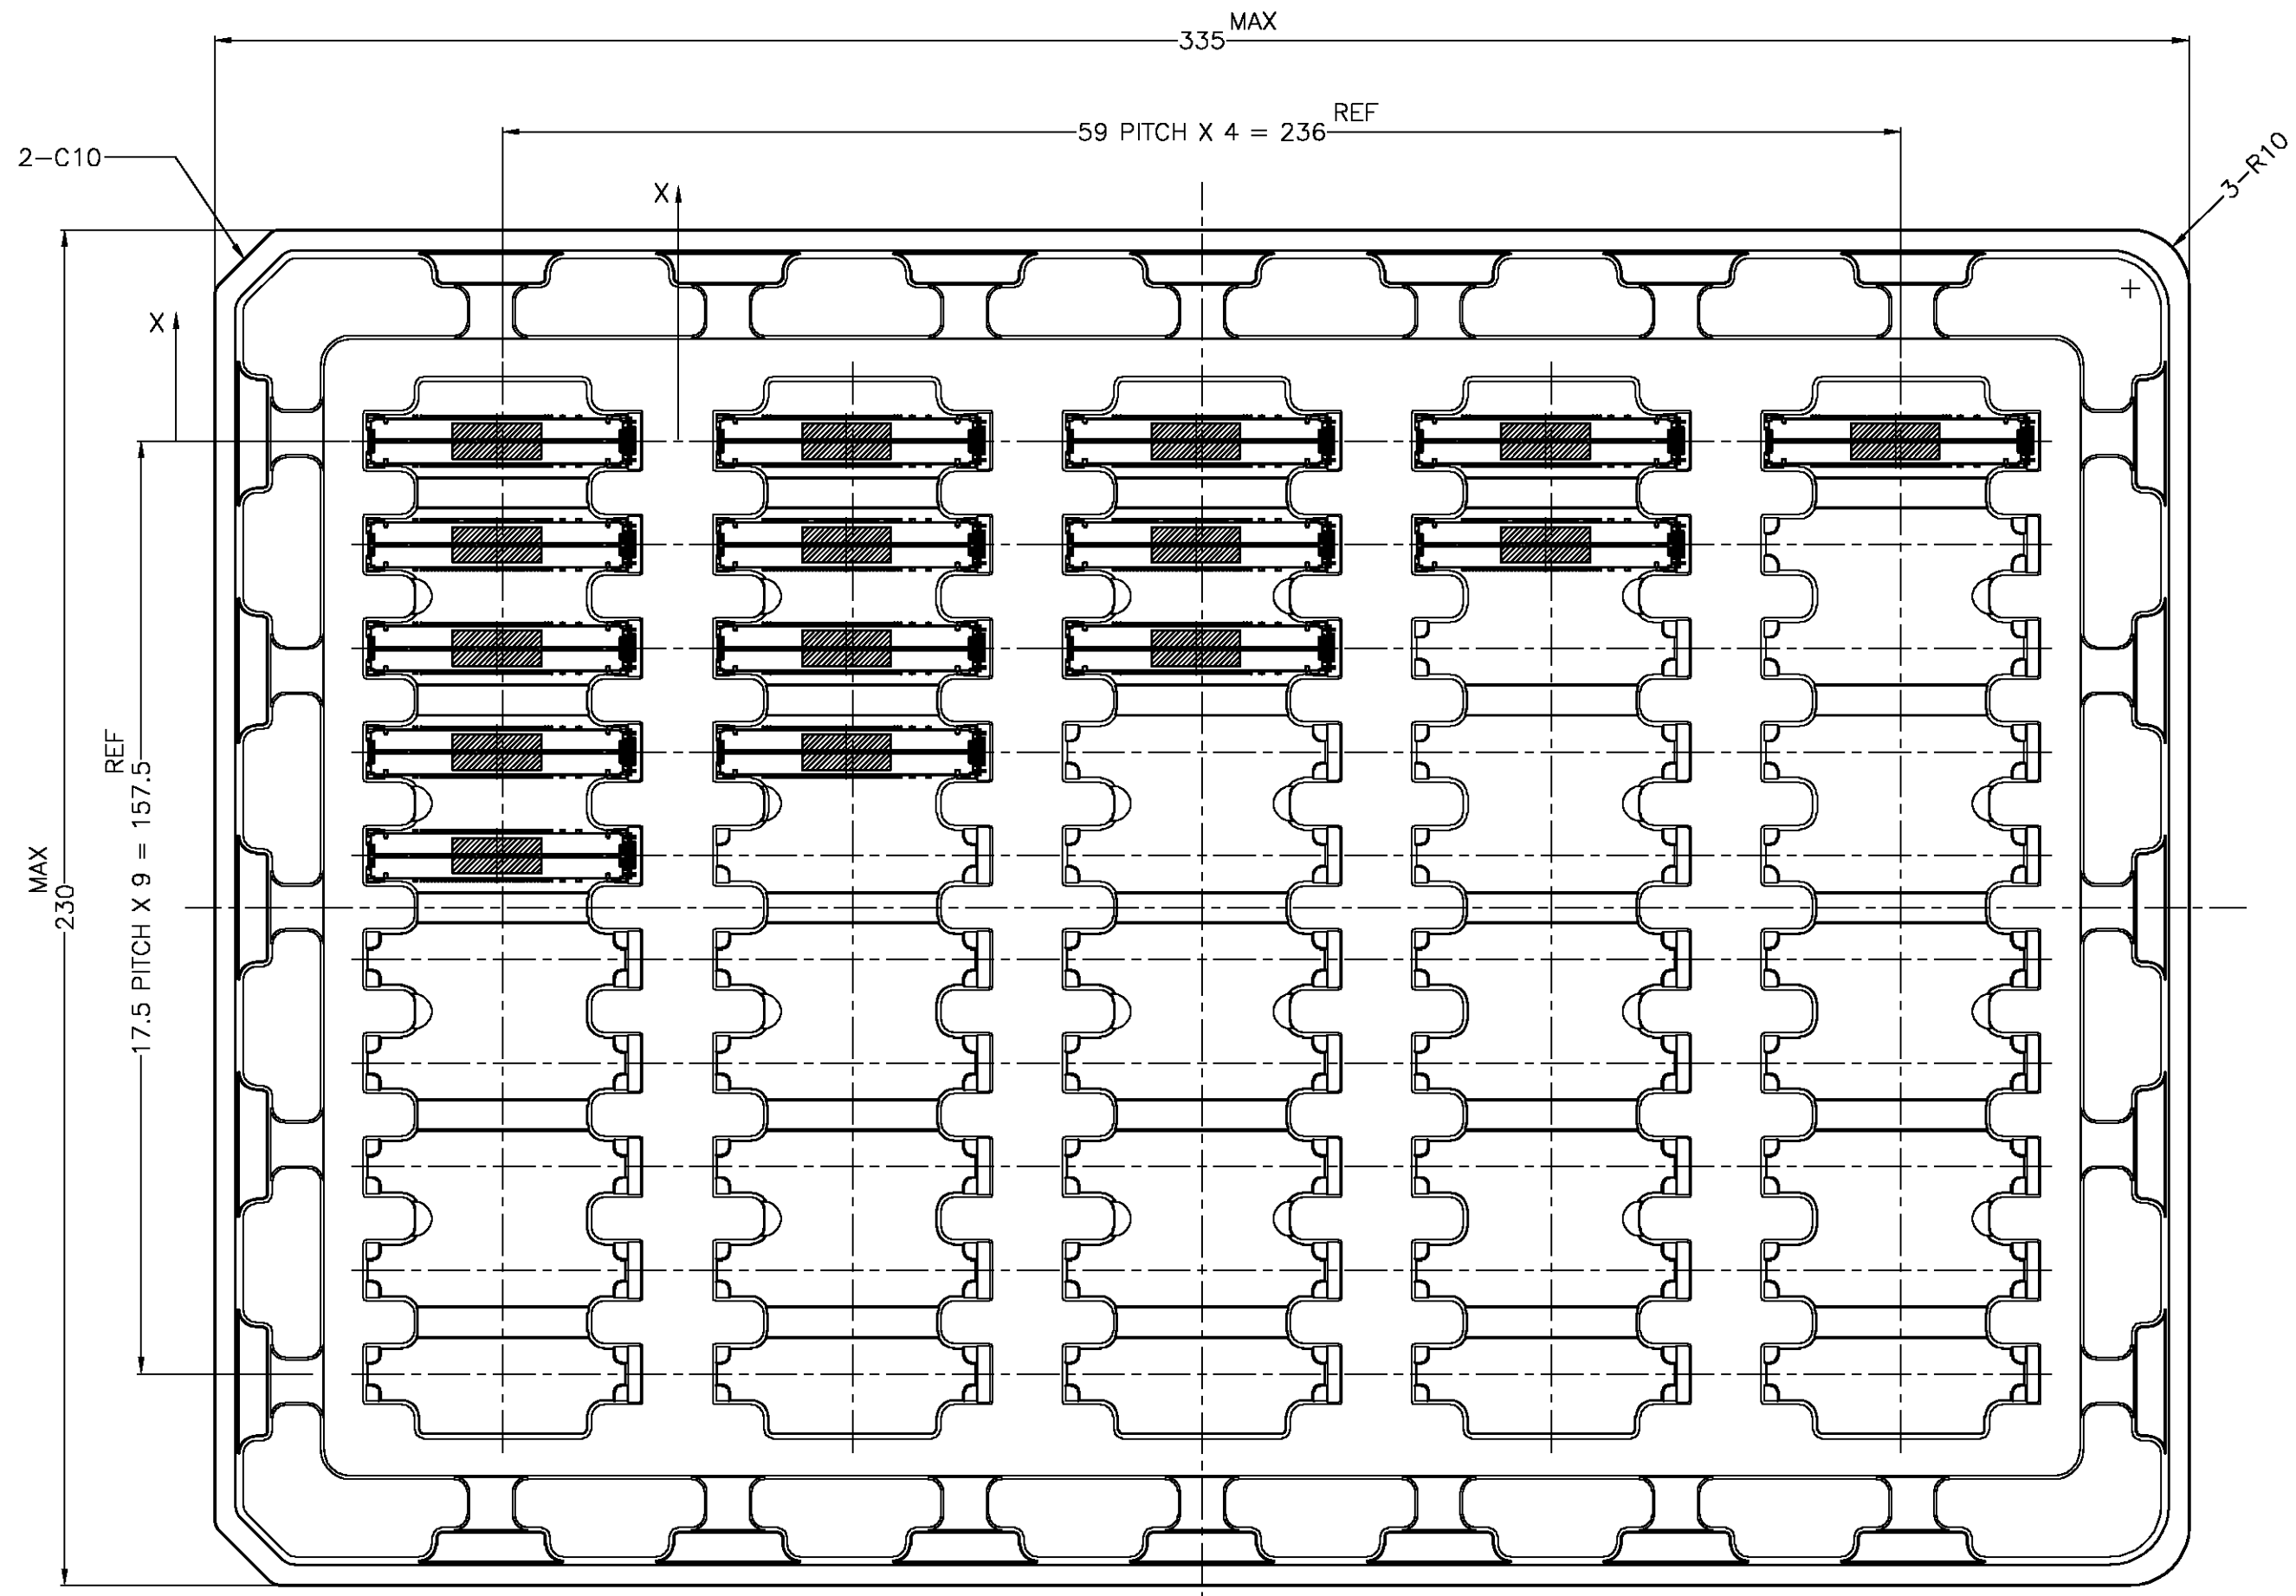 MAX
335
REF
59 PITCH X 4 = 236
2-C10
3-R10
X
X
REF
17.5 PITCH X 9 = 157.5
MAX
230